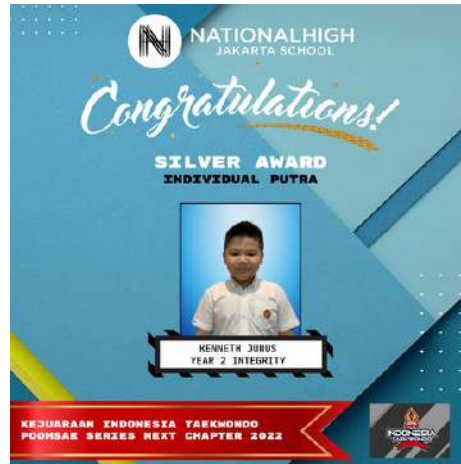 NATIONALHIGH
JAKARTA SCHOOL
Congratulations!
SILVER AWARD
INDIVIDUAL PUTRA
KENNETH JUNUS
YEAR 2 INTEGRITY
KEJUARAAN INDONESIA TAEKWONDO
POOMSAE SERIES NEXT CHAPTER 2022
INDONESIA
TAEKWONDO